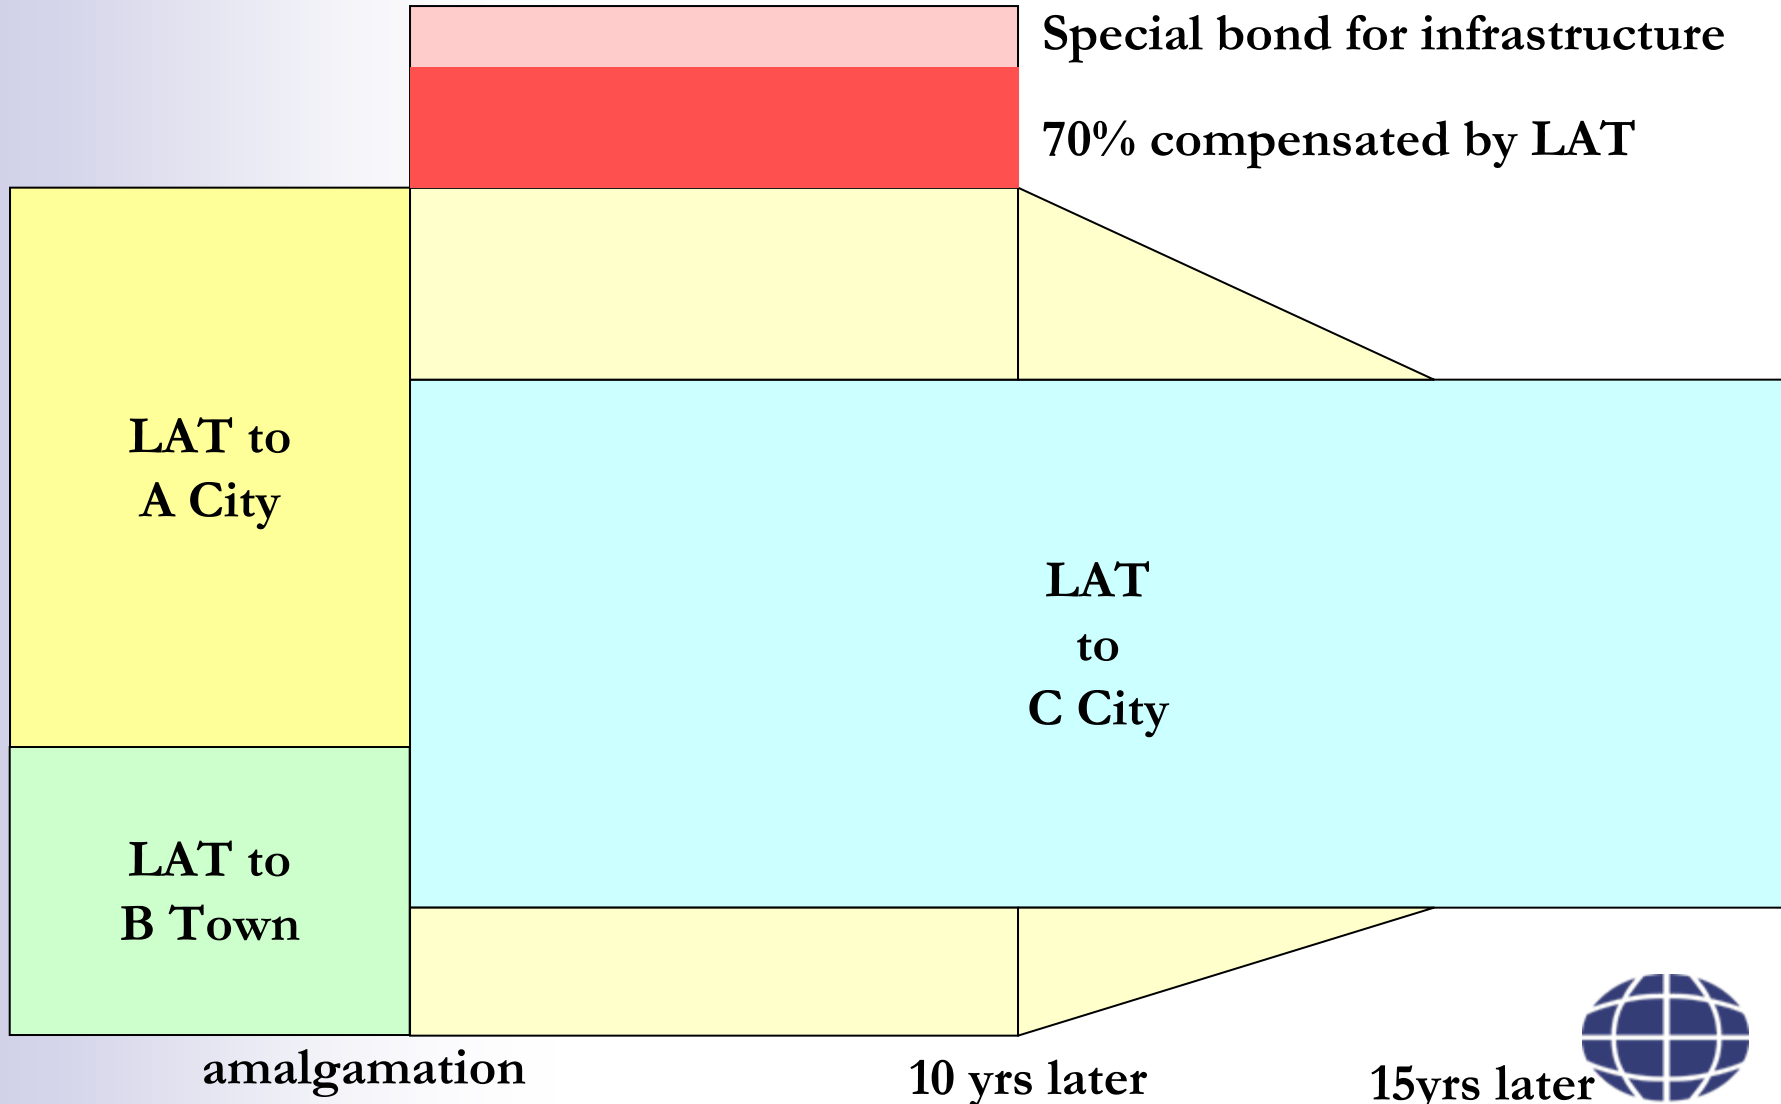 Special bond for infrastructure
70% compensated by LAT
LAT to
A City
LAT
to
C City
LAT to
B Town
amalgamation
10 yrs later
15yrs later